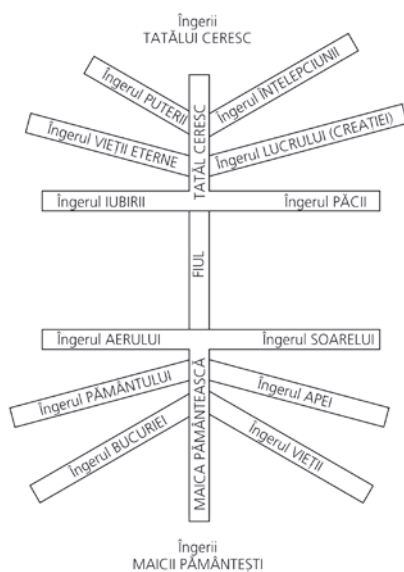 Îngerii
TATĂLUI CERESC
Îngerul PUTERII
Îngerul ÎNTELEPCIUNII
Îngerul VIEȚII ETERNE
Îngerul LUCRULUI (CREAȚIEI)
TATĂL CERESC
Îngerul IUBIRII
Îngerul PĂCII
FIUL
Îngerul AERULUI
Îngerul SOARELUI
MAICA PĂMÂNTEASCĂ
Îngerul PĂMÂNTULUI
Îngerul APEI
Îngerul BUCURIEI
Îngerul VIEȚII
Îngerii
MAICII PĂMÂNTEȘTI